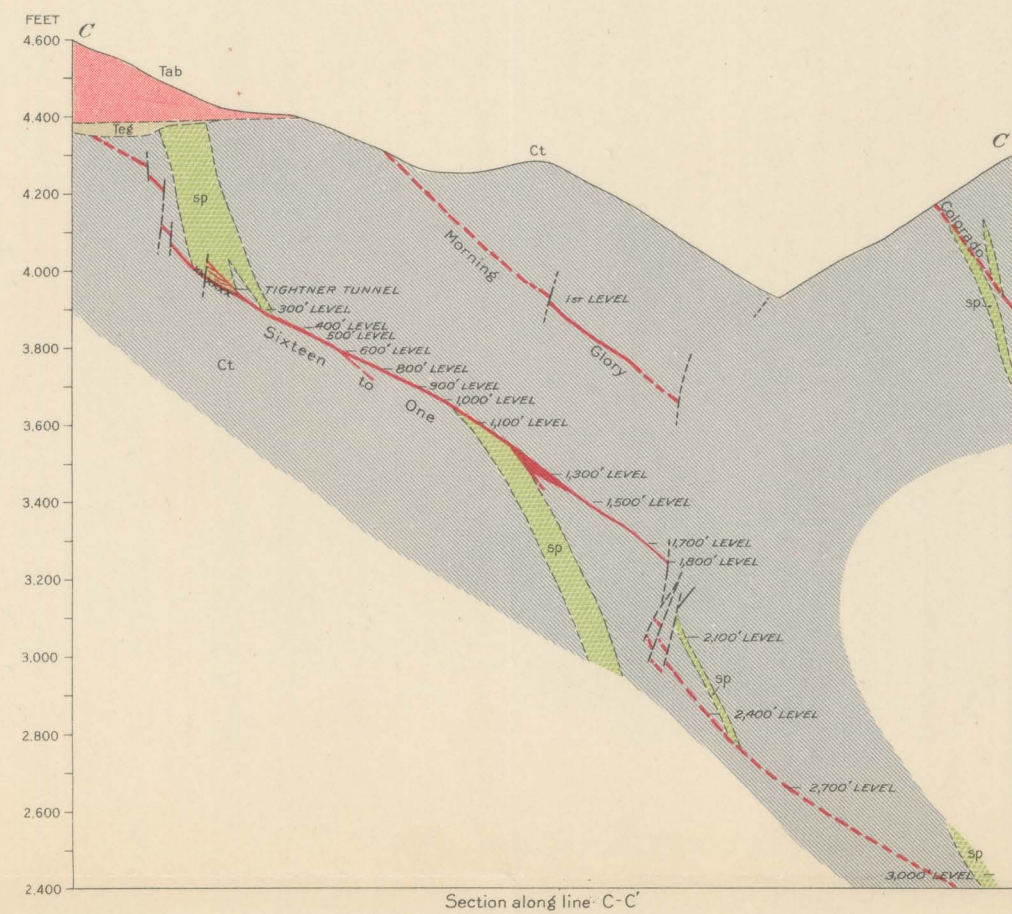 FEET
C
4,600
Tab
4,400
Teg
Ct
C
4,200
sp
Colorado
4,000
TIGHTNER TUNNEL
Morning
1ST LEVEL
sp
300' LEVEL
400' LEVEL
500' LEVEL
Sixteen
to
One
600' LEVEL
Glory
3,800
Ct
800' LEVEL
900' LEVEL
1,000' LEVEL
3,600
1,100' LEVEL
1,300' LEVEL
3,400
1,500' LEVEL
sp
1,700' LEVEL
1,800' LEVEL
3,200
3,000
2,100' LEVEL
sp
2,400' LEVEL
2,800
2,700' LEVEL
2,600
sp
3,000' LEVEL
2,400
Section along line C-C'